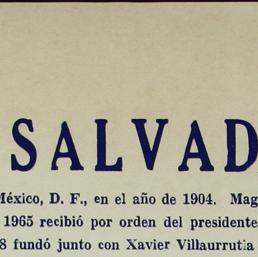 SALVAD
México, D. F., en el año de 1904. Mag
1965 recibió por orden del presidente
8 fundó junto con Xavier Villaurrutia